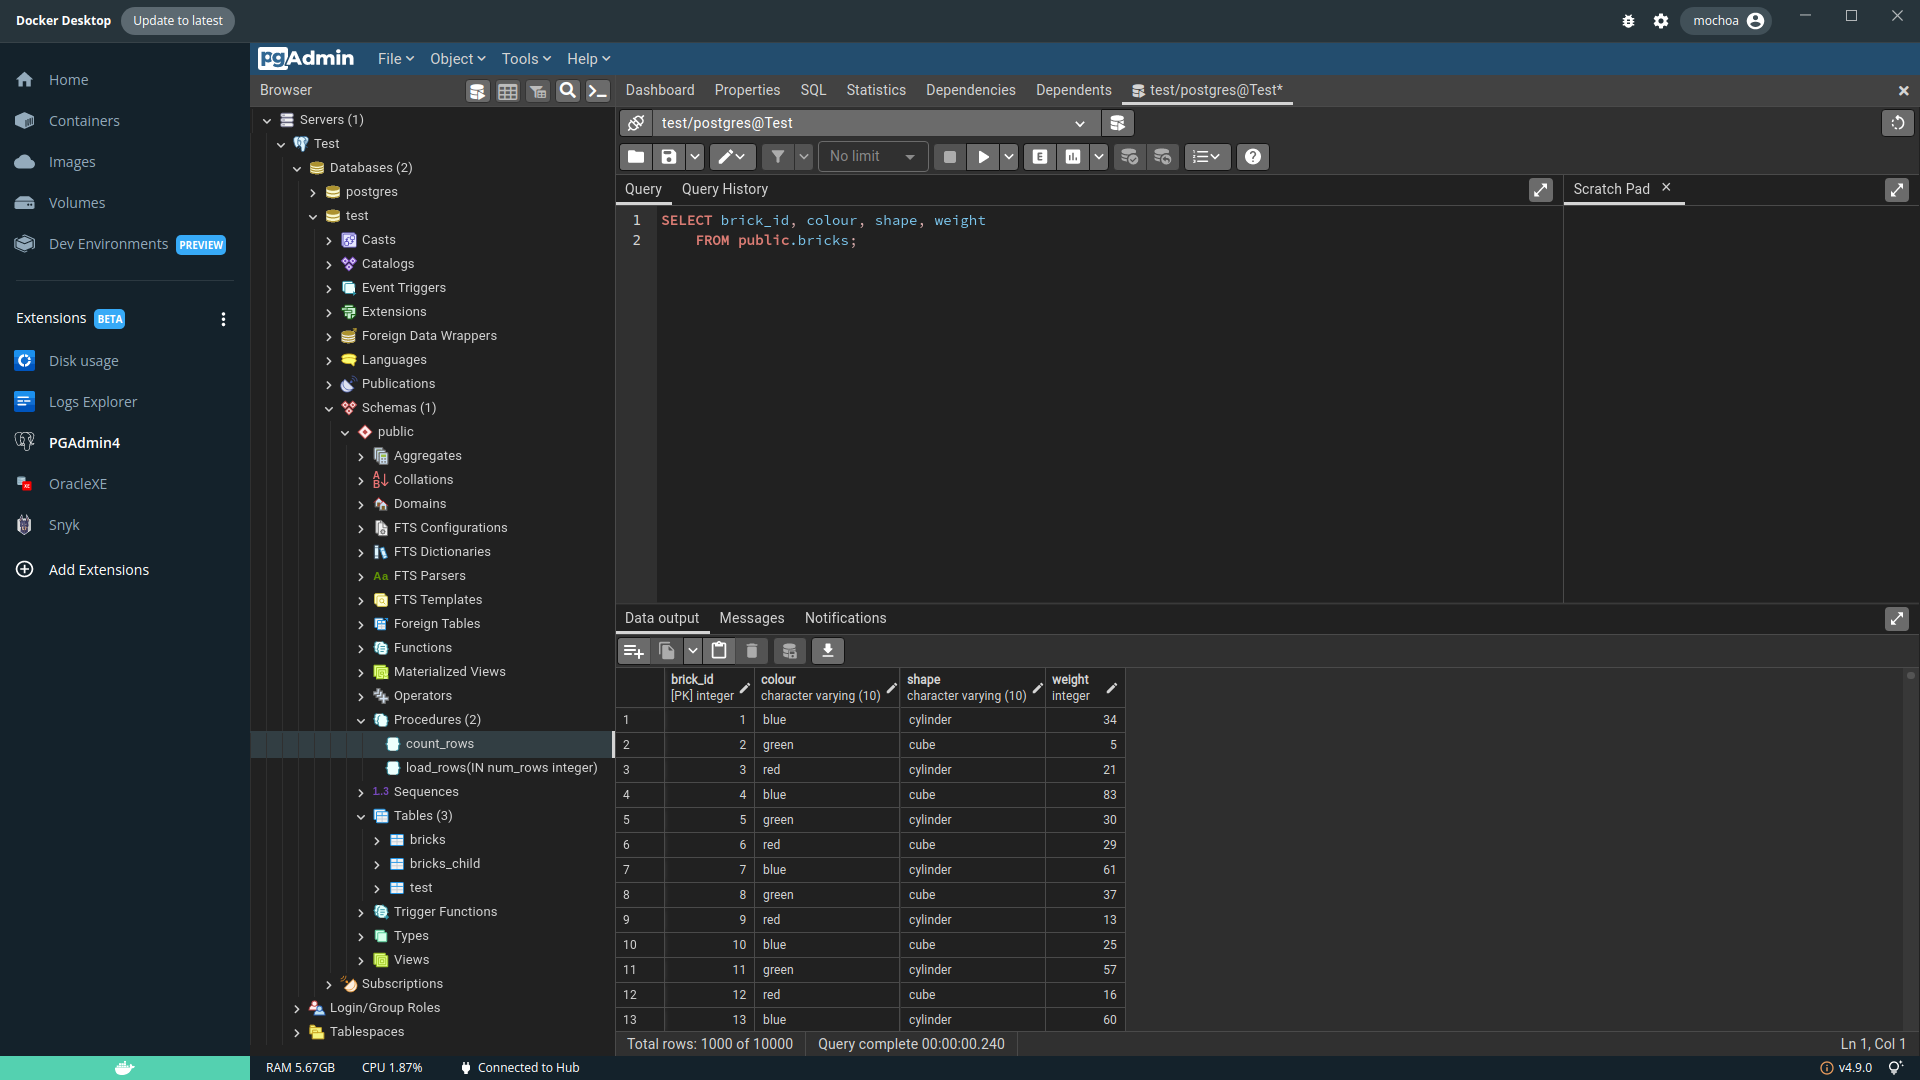 Docker Desktop
Update to latest
mochoa
Home
Containers
Images
Volumes
Dev Environments PREVIEW
Extensions BETA
Disk usage
Logs Explorer
PGAdmin4
OracleXE
Snyk
Add Extensions
pgAdmin
File Object Tools Help
Browser
Servers (1)
Test
Databases (2)
postgres
test
Casts
Catalogs
Event Triggers
Extensions
Foreign Data Wrappers
Languages
Publications
Schemas (1)
public
Aggregates
Collations
Domains
FTS Configurations
FTS Dictionaries
Aa FTS Parsers
FTS Templates
Foreign Tables
Functions
Materialized Views
Operators
Procedures (2)
count_rows
load_rows(IN num_rows integer)
1..3 Sequences
Tables (3)
bricks
bricks_child
test
Trigger Functions
Types
Views
Subscriptions
Login/Group Roles
Tablespaces
Dashboard Properties SQL Statistics Dependencies Dependents test/postgres@Test*
test/postgres@Test
No limit
E
Query Query History
Scratch Pad
1 SELECT brick_id, colour, shape, weight
2 FROM public.bricks;
Data output Messages Notifications
brick_id colour shape weight
[PK] integer character varying (10) character varying (10) integer
1 1 blue cylinder 34
2 2 green cube 5
3 3 red cylinder 21
4 4 blue cube 83
5 5 green cylinder 30
6 6 red cube 29
7 7 blue cylinder 61
8 8 green cube 37
9 9 red cylinder 13
10 10 blue cube 25
11 11 green cylinder 57
12 12 red cube 16
13 13 blue cylinder 60
Total rows: 1000 of 10000 Query complete 00:00:00.240 Ln 1, Col 1
RAM 5.67GB CPU 1.87% Connected to Hub v4.9.0